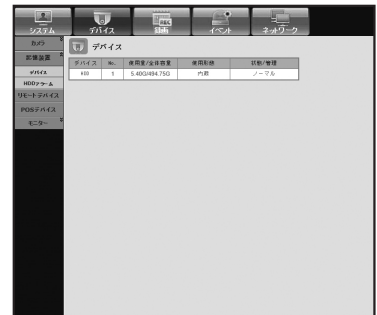 システム デバイス 録画 イベント ネットワーク
カメラ
貯蔵装置
デバイス
HDDアラーム
リモートデバイス
POSデバイス
モニター
デバイス
デバイス No. 使用量/全体容量 使用形態 状態/管理
HDD 1 5.40G/494.75G 内蔵 ノーマル